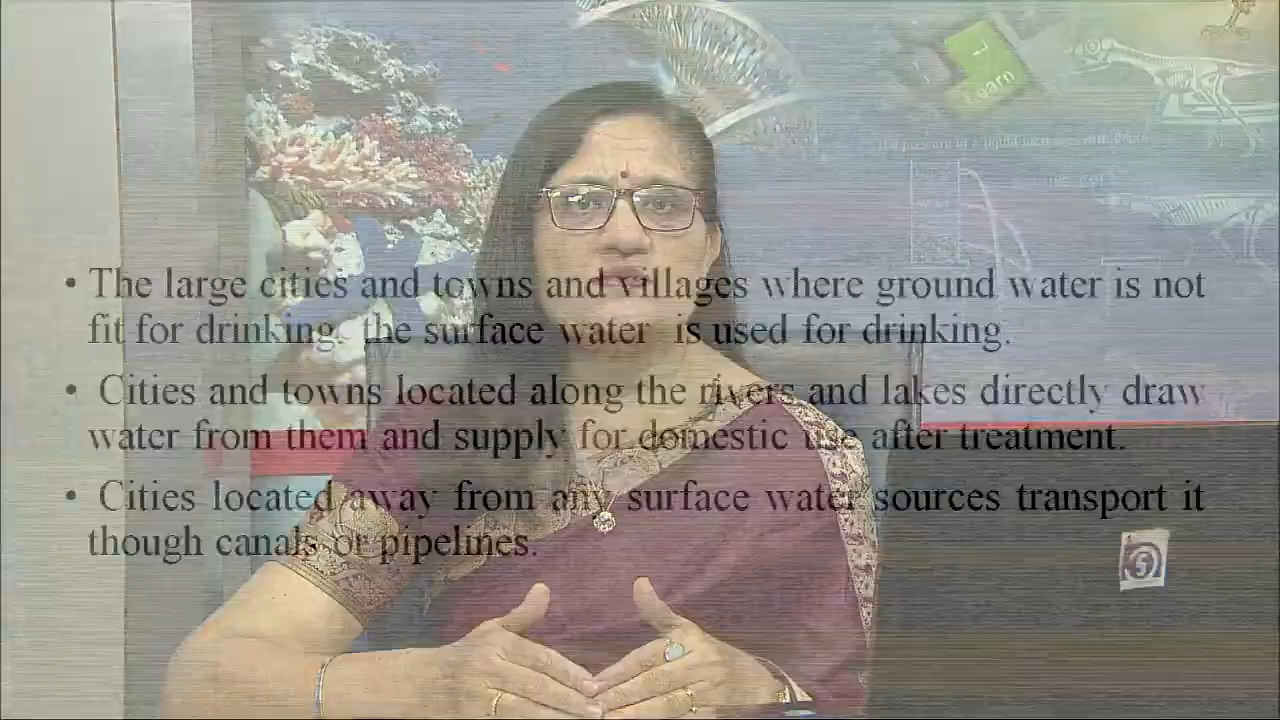 Learn
• The large cities and towns and villages where ground water is not
fit for drinking, the surface water is used for drinking.
• Cities and towns located along the rivers and lakes directly draw
water from them and supply for domestic use after treatment.
• Cities located away from any surface water sources transport it
though canals or pipelines.